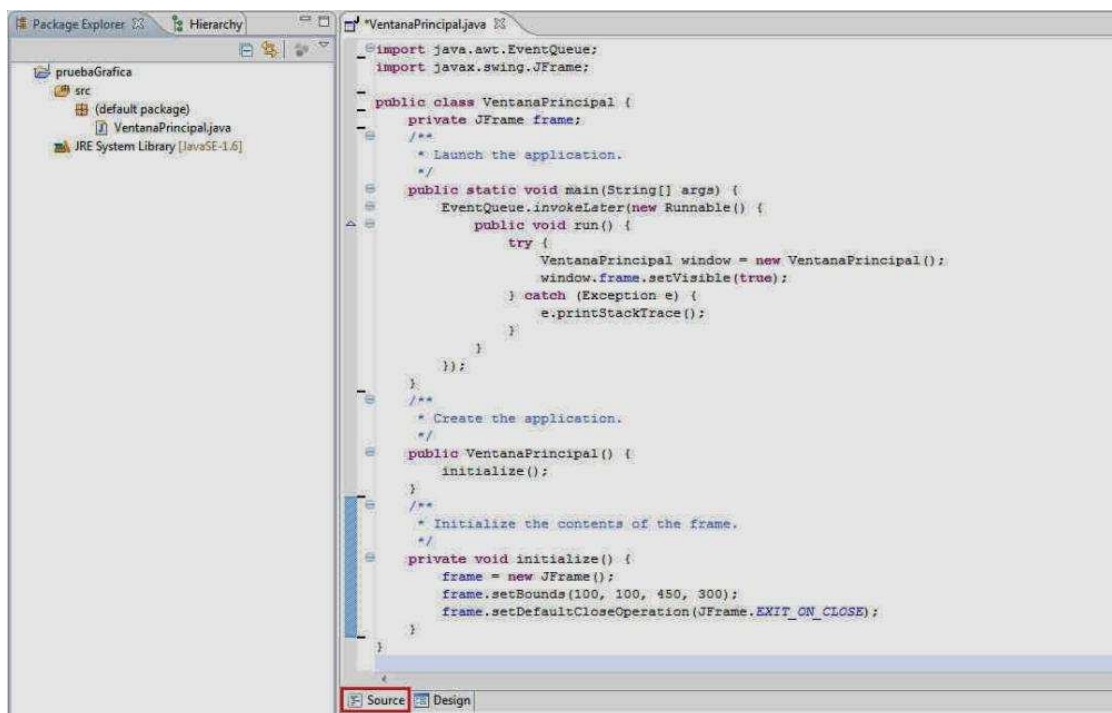 Package Explorer
Hierarchy
pruebaGrafica
src
(default package)
VentanaPrincipal.java
JRE System Library [JavaSE-1.6]
*VentanaPrincipal.java
import java.awt.EventQueue;
import javax.swing.JFrame;
public class VentanaPrincipal {
private JFrame frame;
/**
* Launch the application.
*/
public static void main(String[] args) {
EventQueue.invokeLater(new Runnable() {
public void run() {
try {
VentanaPrincipal window = new VentanaPrincipal();
window.frame.setVisible(true);
} catch (Exception e) {
e.printStackTrace();
}
}
});
}
/**
* Create the application.
*/
public VentanaPrincipal() {
initialize();
}
/**
* Initialize the contents of the frame.
*/
private void initialize() {
frame = new JFrame();
frame.setBounds(100, 100, 450, 300);
frame.setDefaultCloseOperation(JFrame.EXIT_ON_CLOSE);
}
}
Source
Design